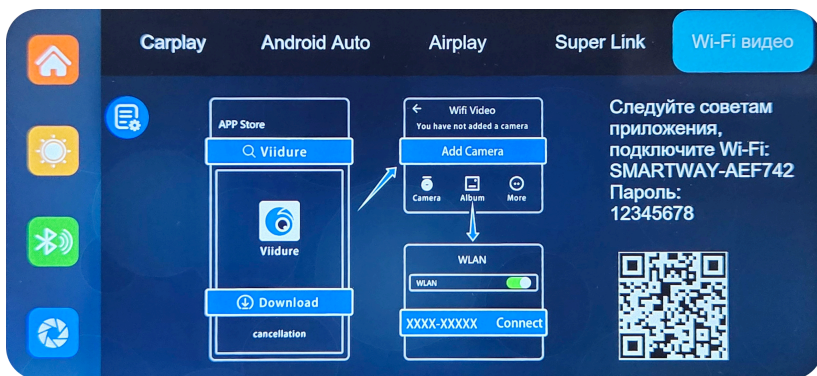 Carplay
Android Auto
Airplay
Super Link
Wi-Fi видео
APP Store
Viidure
Viidure
Download
cancellation
Wifi Video
You have not added a camera
Add Camera
Camera
Album
More
WLAN
WLAN
XXXX-XXXXX Connect
Следуйте советам
приложения,
подключите Wi-Fi:
SMARTWAY-AEF742
Пароль:
12345678